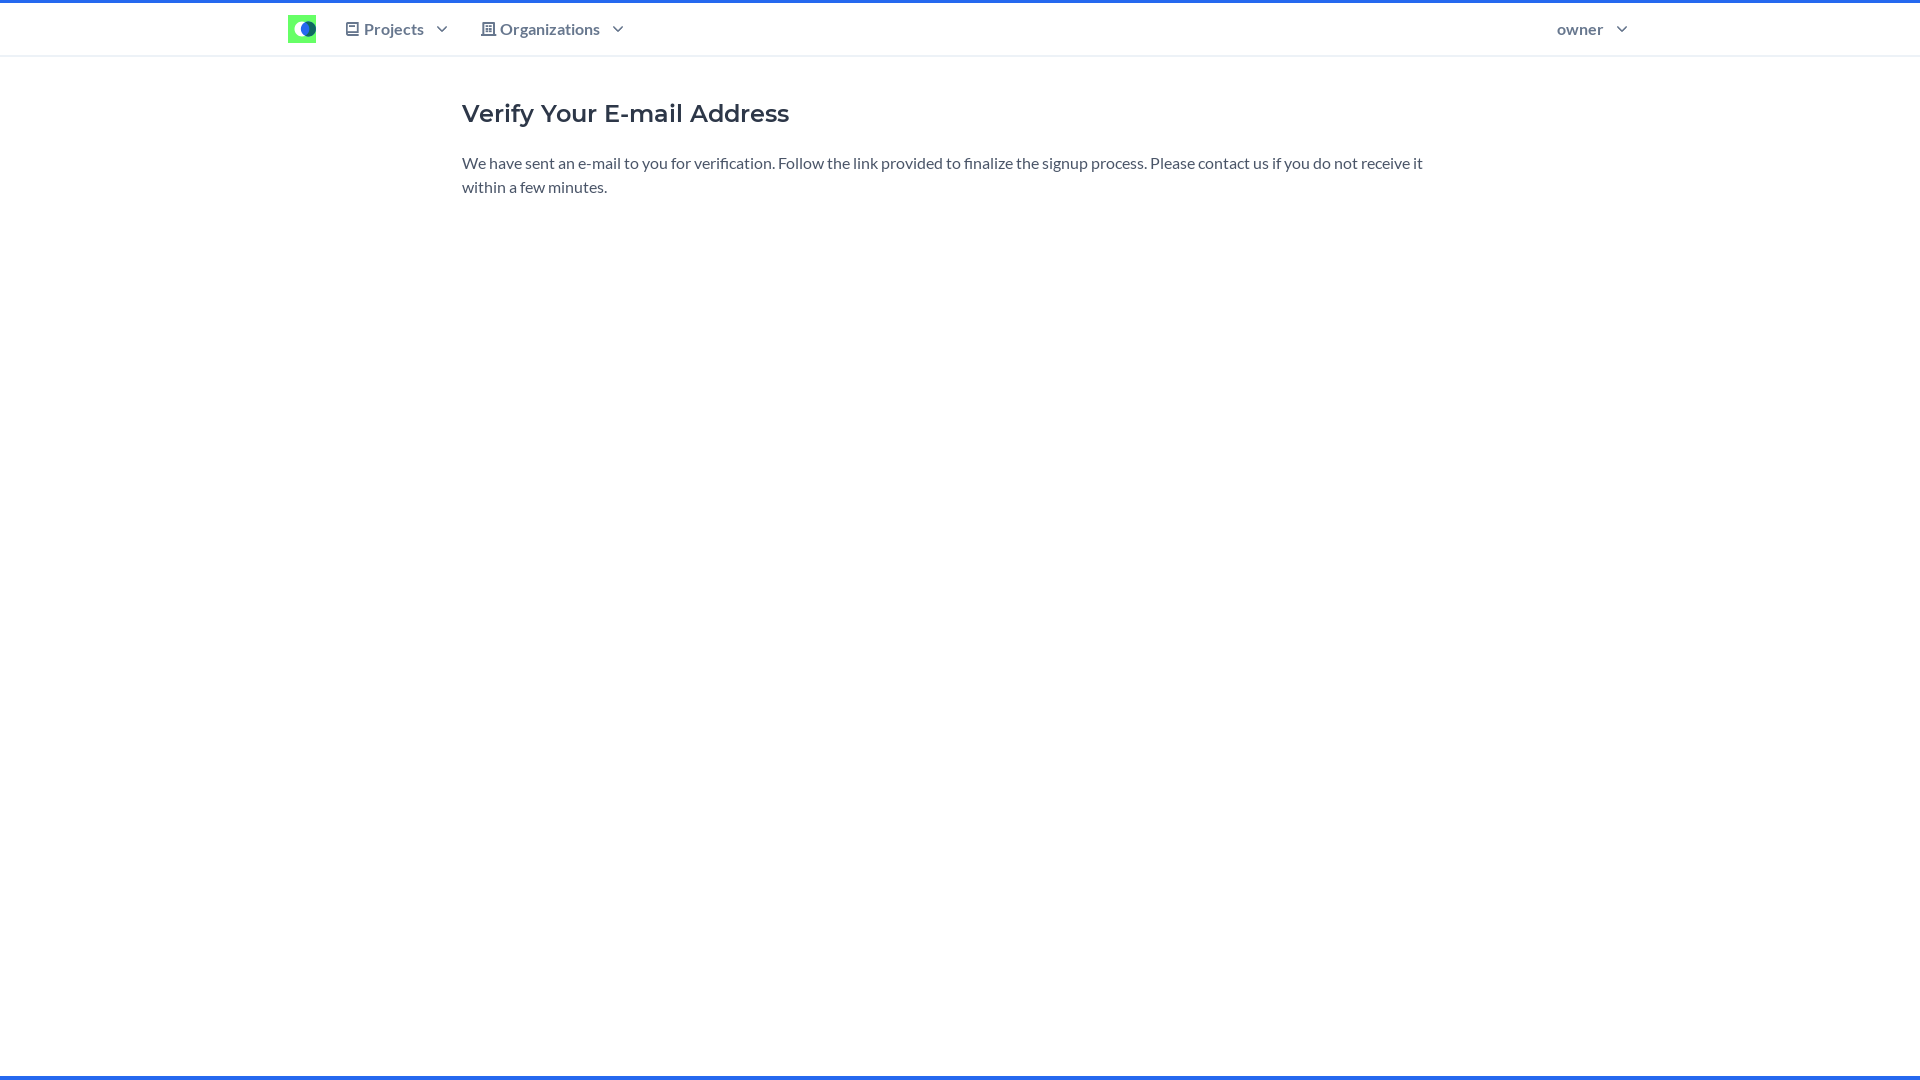 Projects
Organizations
owner
Verify Your E-mail Address
We have sent an e-mail to you for verification. Follow the link provided to finalize the signup process. Please contact us if you do not receive it
within a few minutes.